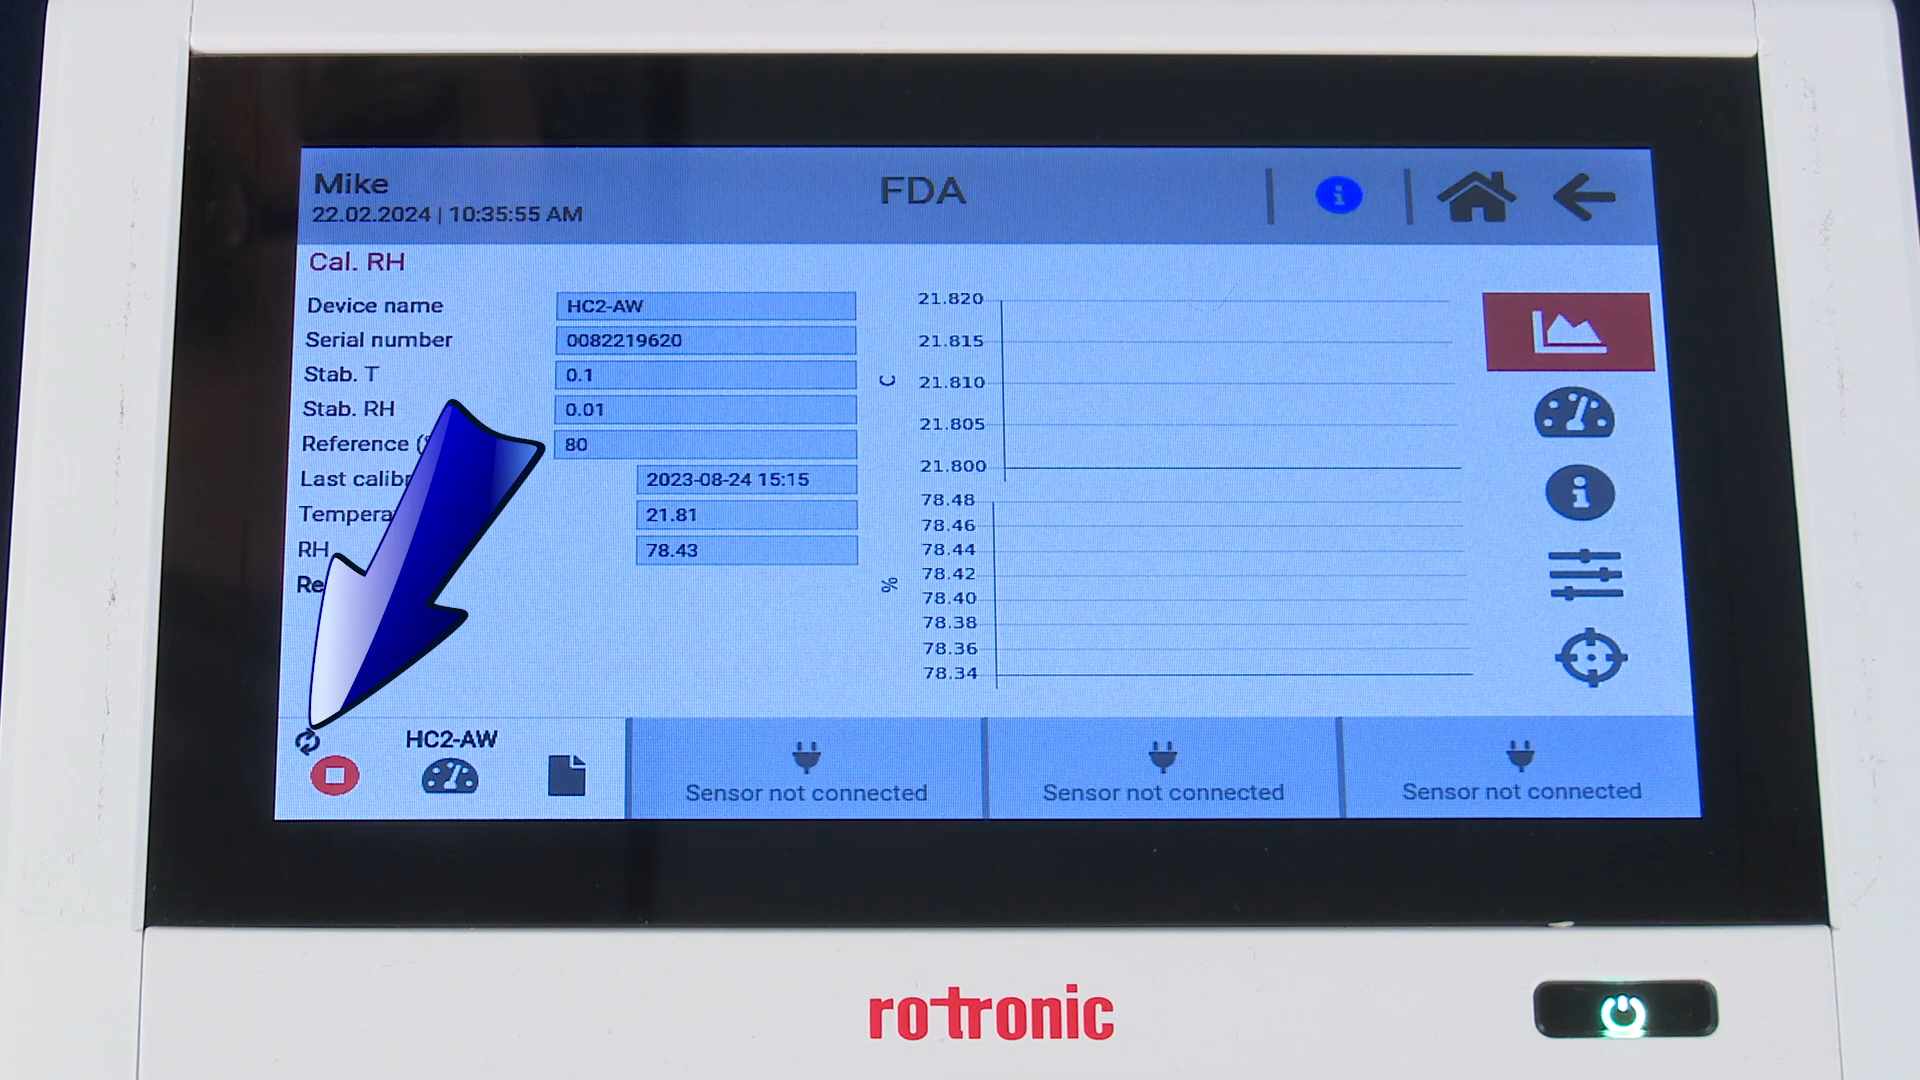 Mike
22.02.2024 | 10:35:55 AM
FDA
Cal. RH
Device name HC2-AW
Serial number 0082219620
Stab. T 0.1
Stab. RH 0.01
Reference 80
Last 2023-08-24 15:15
21.81
RH 78.43
C
21.820
21.815
21.810
21.805
21.800
%
78.48
78.46
78.44
78.42
78.40
78.38
78.36
78.34
HC2-AW
Sensor not connected
Sensor not connected
Sensor not connected
rotronic